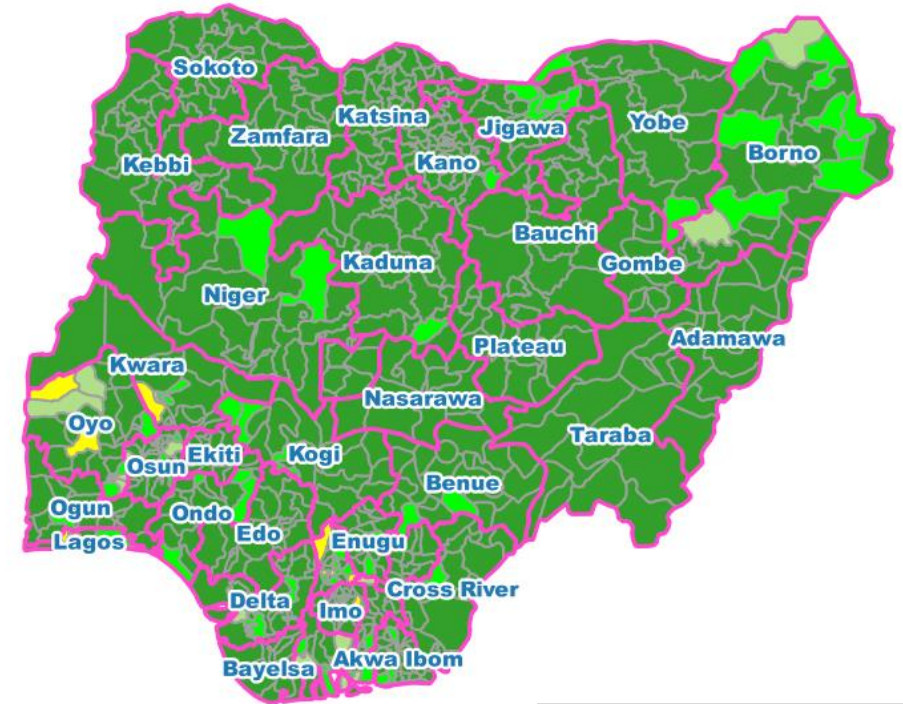 Sokoto
Katsina
Zamfara
Jigawa
Yobe
Kano
Borno
Kebbi
Bauchi
Kaduna
Gombe
Niger
Adamawa
Plateau
Kwara
Nasarawa
Oyo
Taraba
Osun
Ekiti
Kogi
Benue
Ogun
Ondo
Edo
Enugu
Lagos
Cross River
Delta
Imo
Akwa Ibom
Bayelsa